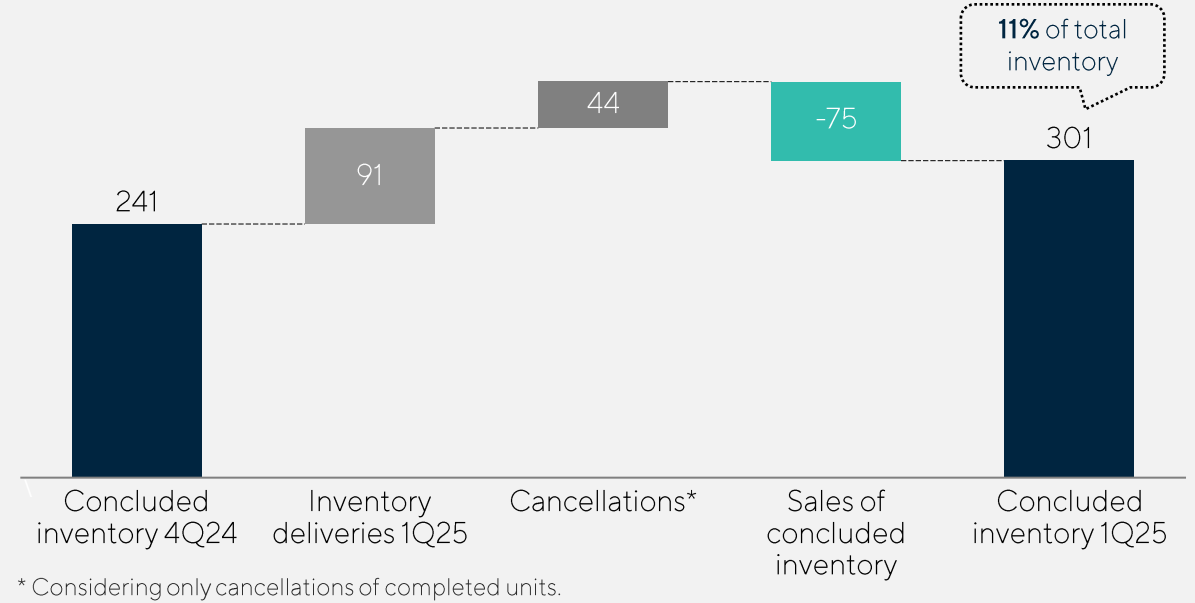 11% of total
inventory
241
91
44
-75
301
Concluded
inventory 4Q24
Inventory
deliveries 1Q25
Cancellations*
Sales of
concluded
inventory
Concluded
inventory 1Q25
* Considering only cancellations of completed units.